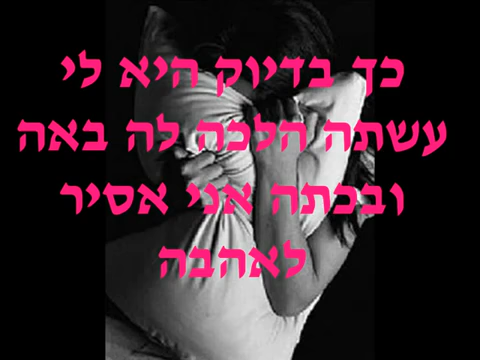 כך בדיוק היא לי
עשתה הלכה לה באה
ובכתה אני אסיר
לאהבה